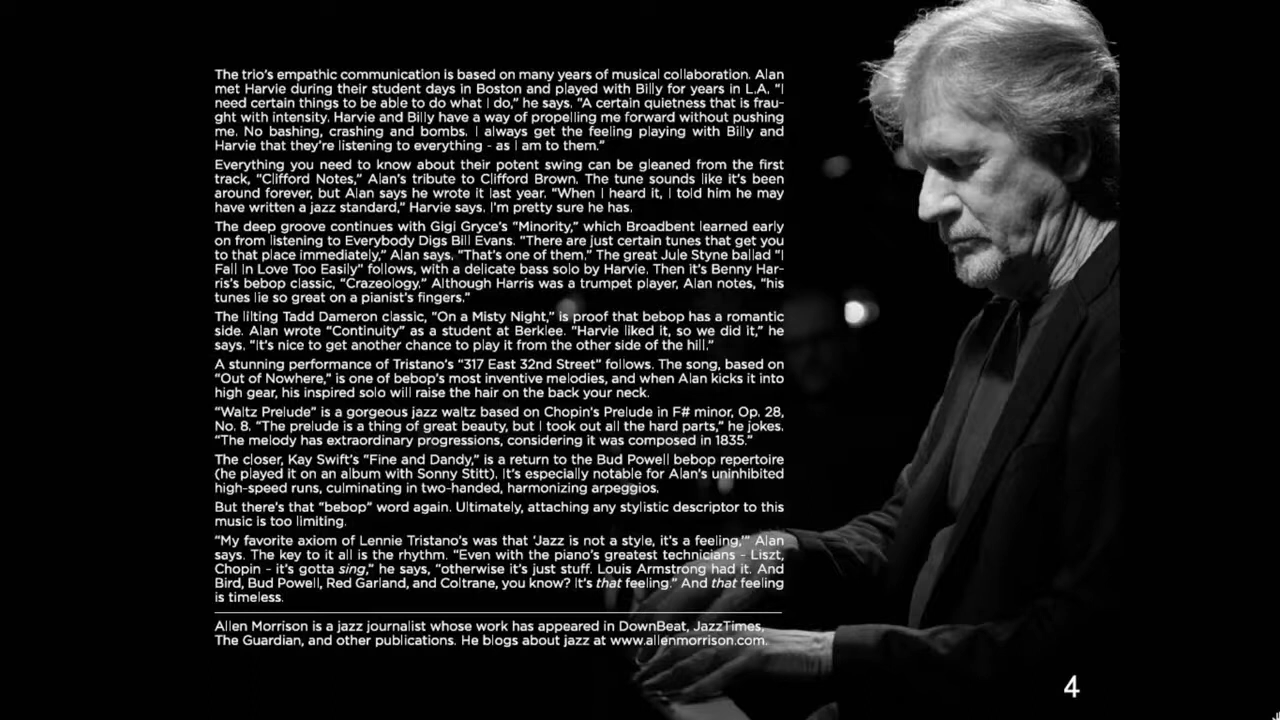 The trio's empathic communication is based on many years of musical collaboration. Alan
met Harvie during their student days in Boston and played with Billy for years in L.A. "I
need certain things to be able to do what I do," he says. "A certain quietness that is frau-
ght with intensity. Harvie and Billy have a way of propelling me forward without pushing
me. No bashing, crashing and bombs. I always get the feeling playing with Billy and
Harvie that they're listening to everything - as I am to them."
Everything you need to know about their potent swing can be gleaned from the first
track, "Clifford Notes," Alan's tribute to Clifford Brown. The tune sounds like it's been
around forever, but Alan says he wrote it last year. "When I heard it, I told him he may
have written a jazz standard," Harvie says. I'm pretty sure he has.
The deep groove continues with Gigi Gryce's "Minority," which Broadbent learned early
on from listening to Everybody Digs Bill Evans. "There are just certain tunes that get you
to that place immediately," Alan says. "That's one of them." The great Jule Styne ballad "I
Fall In Love Too Easily" follows, with a delicate bass solo by Harvie. Then it's Benny Har-
ris's bebop classic, "Crazeology." Although Harris was a trumpet player, Alan notes, "his
tunes lie so great on a pianist's fingers."
The lilting Tadd Dameron classic, "On a Misty Night," is proof that bebop has a romantic
side. Alan wrote "Continuity" as a student at Berklee. "Harvie liked it, so we did it," he
says. "It's nice to get another chance to play it from the other side of the hill."
A stunning performance of Tristano's "317 East 32nd Street" follows. The song, based on
"Out of Nowhere," is one of bebop's most inventive melodies, and when Alan kicks it into
high gear, his inspired solo will raise the hair on the back your neck.
"Waltz Prelude" is a gorgeous jazz waltz based on Chopin's Prelude in F# minor, Op. 28,
No. 8. "The prelude is a thing of great beauty, but I took out all the hard parts," he jokes.
"The melody has extraordinary progressions, considering it was composed in 1835."
The closer, Kay Swift's "Fine and Dandy," is a return to the Bud Powell bebop repertoire
(he played it on an album with Sonny Stitt). It's especially notable for Alan's uninhibited
high-speed runs, culminating in two-handed, harmonizing arpeggios.
But there's that "bebop" word again. Ultimately, attaching any stylistic descriptor to this
music is too limiting.
"My favorite axiom of Lennie Tristano's was that 'Jazz is not a style, it's a feeling,'" Alan
says. The key to it all is the rhythm. "Even with the piano's greatest technicians - Liszt,
Chopin - it's gotta sing," he says, "otherwise it's just stuff. Louis Armstrong had it. And
Bird, Bud Powell, Red Garland, and Coltrane, you know? It's that feeling." And that feeling
is timeless.
Allen Morrison is a jazz journalist whose work has appeared in DownBeat, JazzTimes,
The Guardian, and other publications. He blogs about jazz at www.allenmorrison.com.
4